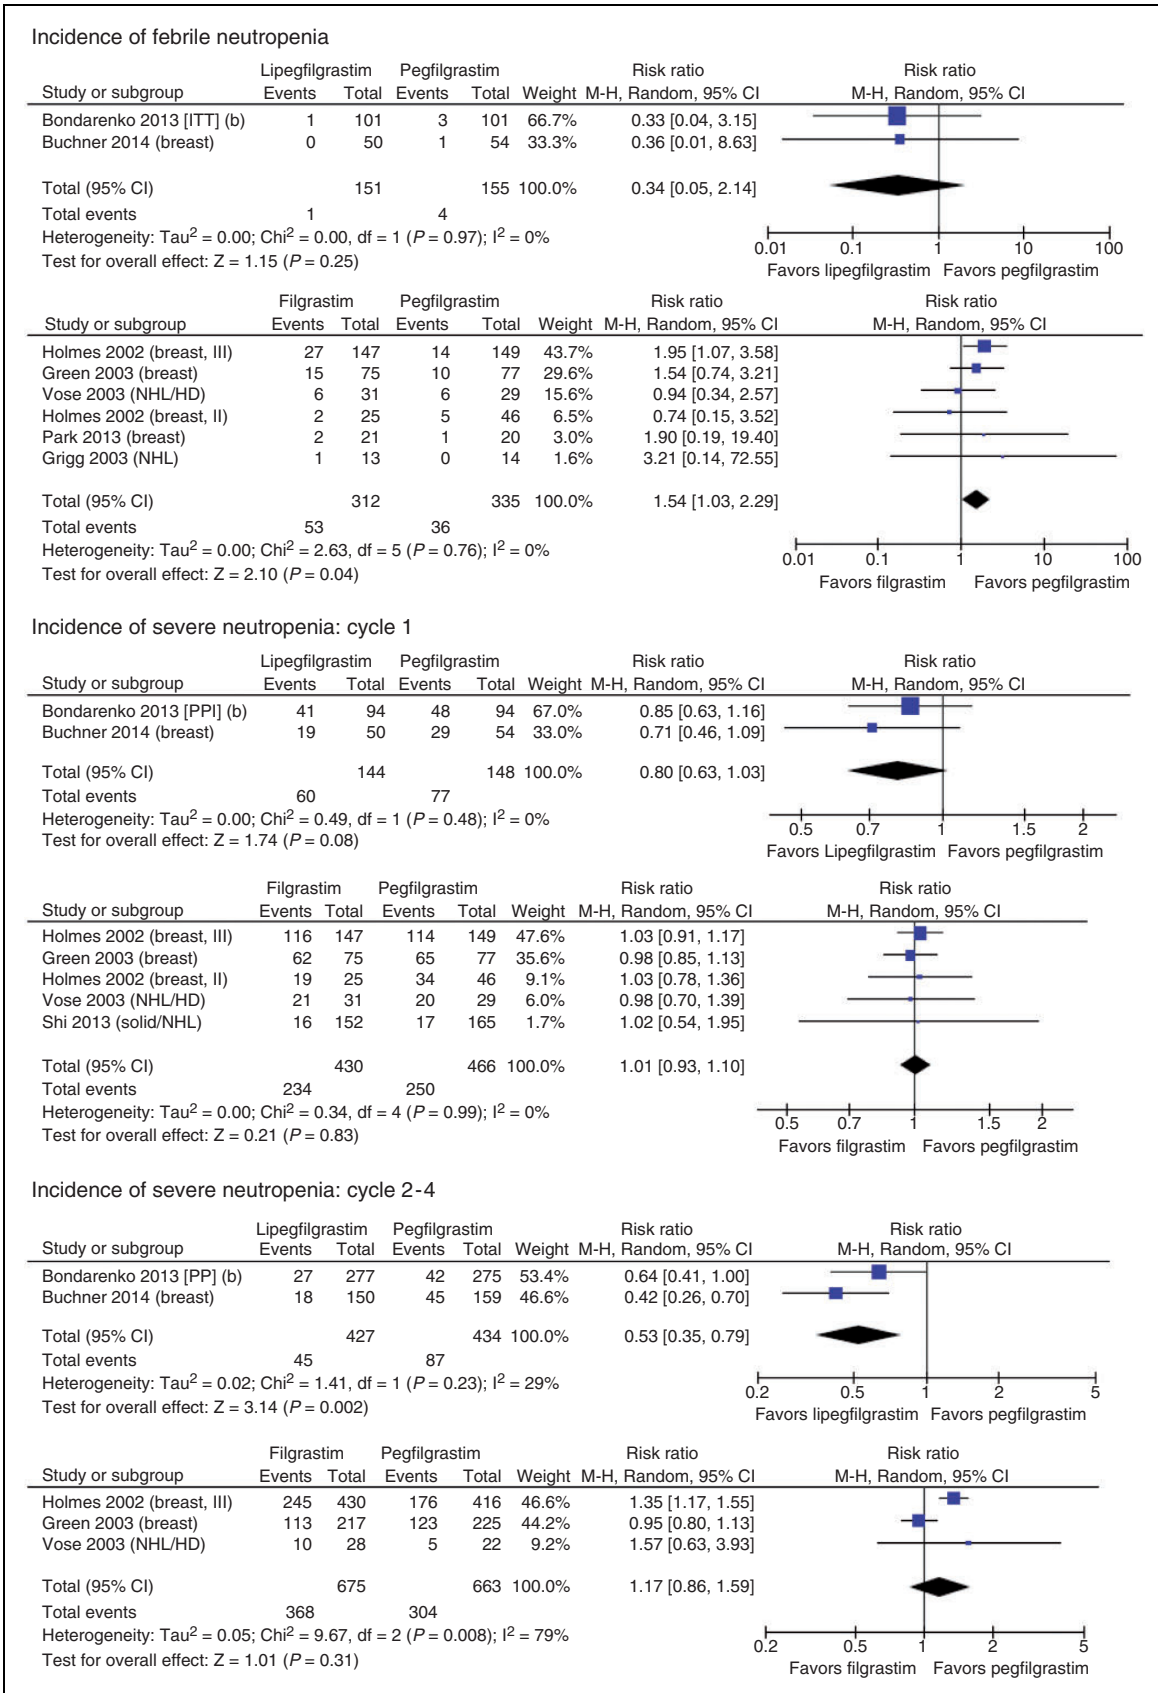 Incidence of febrile neutropenia
Lipegfilgrastim Pegfilgrastim Risk ratio Risk ratio
Study or subgroup Events Total Events Total Weight M-H, Random, 95% CI M-H, Random, 95% CI
Bondarenko 2013 [ITT] (b) 1 101 3 101 66.7% 0.33 [0.04, 3.15]
Buchner 2014 (breast) 0 50 1 54 33.3% 0.36 [0.01, 8.63]
Total (95% CI) 151 155 100.0% 0.34 [0.05, 2.14]
Total events 1 4
Heterogeneity: Tau² = 0.00; Chi² = 0.00, df = 1 (P = 0.97); I² = 0%
Test for overall effect: Z = 1.15 (P = 0.25)
0.01 0.1 1 10 100
Favors lipegfilgrastim Favors pegfilgrastim
Filgrastim Pegfilgrastim Risk ratio Risk ratio
Study or subgroup Events Total Events Total Weight M-H, Random, 95% CI M-H, Random, 95% CI
Holmes 2002 (breast, III) 27 147 14 149 43.7% 1.95 [1.07, 3.58]
Green 2003 (breast) 15 75 10 77 29.6% 1.54 [0.74, 3.21]
Vose 2003 (NHL/HD) 6 31 6 29 15.6% 0.94 [0.34, 2.57]
Holmes 2002 (breast, II) 2 25 5 46 6.5% 0.74 [0.15, 3.52]
Park 2013 (breast) 2 21 1 20 3.0% 1.90 [0.19, 19.40]
Grigg 2003 (NHL) 1 13 0 14 1.6% 3.21 [0.14, 72.55]
Total (95% CI) 312 335 100.0% 1.54 [1.03, 2.29]
Total events 53 36
Heterogeneity: Tau² = 0.00; Chi² = 2.63, df = 5 (P = 0.76); I² = 0%
Test for overall effect: Z = 2.10 (P = 0.04)
0.01 0.1 1 10 100
Favors filgrastim Favors pegfilgrastim
Incidence of severe neutropenia: cycle 1
Lipegfilgrastim Pegfilgrastim Risk ratio Risk ratio
Study or subgroup Events Total Events Total Weight M-H, Random, 95% CI M-H, Random, 95% CI
Bondarenko 2013 [PPI] (b) 41 94 48 94 67.0% 0.85 [0.63, 1.16]
Buchner 2014 (breast) 19 50 29 54 33.0% 0.71 [0.46, 1.09]
Total (95% CI) 144 148 100.0% 0.80 [0.63, 1.03]
Total events 60 77
Heterogeneity: Tau² = 0.00; Chi² = 0.49, df = 1 (P = 0.48); I² = 0%
Test for overall effect: Z = 1.74 (P = 0.08)
0.5 0.7 1 1.5 2
Favors Lipegfilgrastim Favors pegfilgrastim
Filgrastim Pegfilgrastim Risk ratio Risk ratio
Study or subgroup Events Total Events Total Weight M-H, Random, 95% CI M-H, Random, 95% CI
Holmes 2002 (breast, III) 116 147 114 149 47.6% 1.03 [0.91, 1.17]
Green 2003 (breast) 62 75 65 77 35.6% 0.98 [0.85, 1.13]
Holmes 2002 (breast, II) 19 25 34 46 9.1% 1.03 [0.78, 1.36]
Vose 2003 (NHL/HD) 21 31 20 29 6.0% 0.98 [0.70, 1.39]
Shi 2013 (solid/NHL) 16 152 17 165 1.7% 1.02 [0.54, 1.95]
Total (95% CI) 430 466 100.0% 1.01 [0.93, 1.10]
Total events 234 250
Heterogeneity: Tau² = 0.00; Chi² = 0.34, df = 4 (P = 0.99); I² = 0%
Test for overall effect: Z = 0.21 (P = 0.83)
0.5 0.7 1 1.5 2
Favors filgrastim Favors pegfilgrastim
Incidence of severe neutropenia: cycle 2-4
Lipegfilgrastim Pegfilgrastim Risk ratio Risk ratio
Study or subgroup Events Total Events Total Weight M-H, Random, 95% CI M-H, Random, 95% CI
Bondarenko 2013 [PP] (b) 27 277 42 275 53.4% 0.64 [0.41, 1.00]
Buchner 2014 (breast) 18 150 45 159 46.6% 0.42 [0.26, 0.70]
Total (95% CI) 427 434 100.0% 0.53 [0.35, 0.79]
Total events 45 87
Heterogeneity: Tau² = 0.02; Chi² = 1.41, df = 1 (P = 0.23); I² = 29%
Test for overall effect: Z = 3.14 (P = 0.002)
0.2 0.5 1 2 5
Favors lipegfilgrastim Favors pegfilgrastim
Filgrastim Pegfilgrastim Risk ratio Risk ratio
Study or subgroup Events Total Events Total Weight M-H, Random, 95% CI M-H, Random, 95% CI
Holmes 2002 (breast, III) 245 430 176 416 46.6% 1.35 [1.17, 1.55]
Green 2003 (breast) 113 217 123 225 44.2% 0.95 [0.80, 1.13]
Vose 2003 (NHL/HD) 10 28 5 22 9.2% 1.57 [0.63, 3.93]
Total (95% CI) 675 663 100.0% 1.17 [0.86, 1.59]
Total events 368 304
Heterogeneity: Tau² = 0.05; Chi² = 9.67, df = 2 (P = 0.008); I² = 79%
Test for overall effect: Z = 1.01 (P = 0.31)
0.2 0.5 1 2 5
Favors filgrastim Favors pegfilgrastim